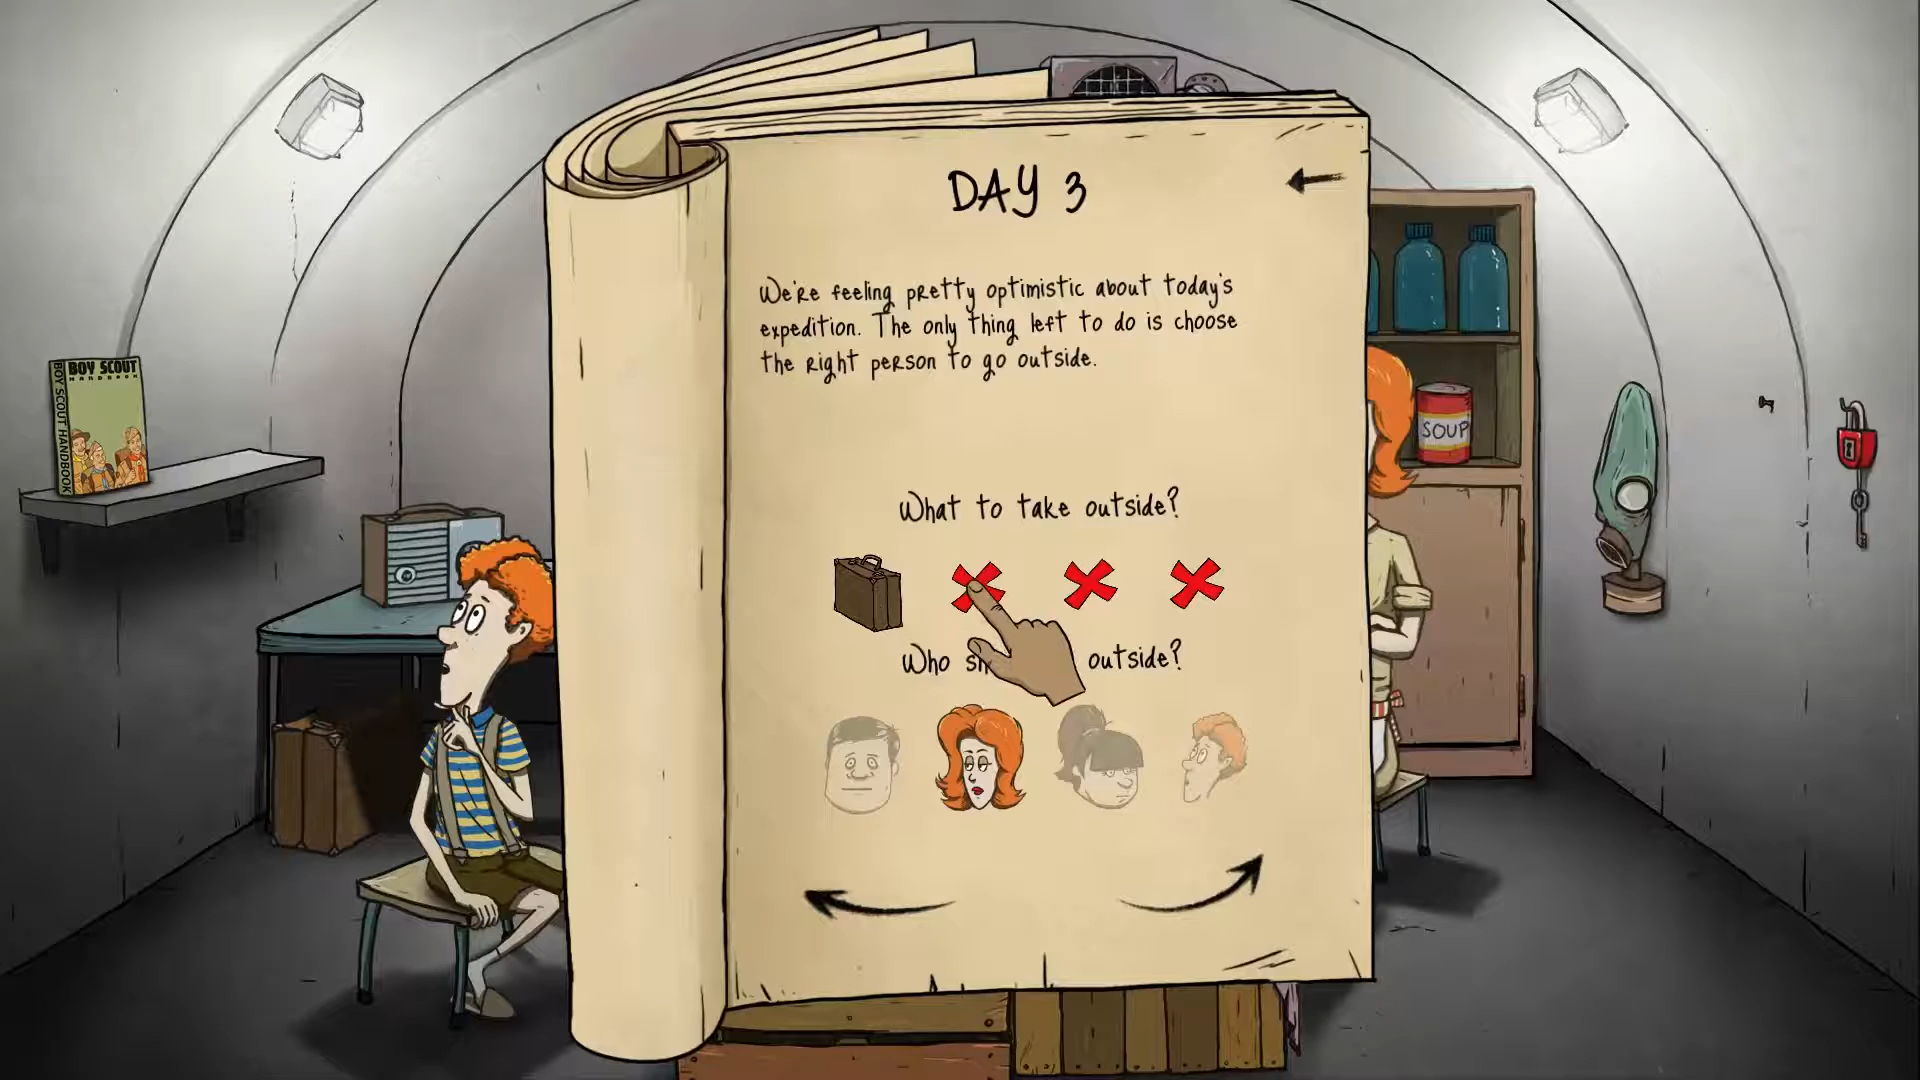 DAY 3
We're feeling pretty optimistic about today's
expedition. The only thing left to do is choose
the right person to go outside.
What to take outside?
Who sh outside?
BOY SCOUT
HANDBOOK
BOY SCOUT HANDBOOK
SOUP